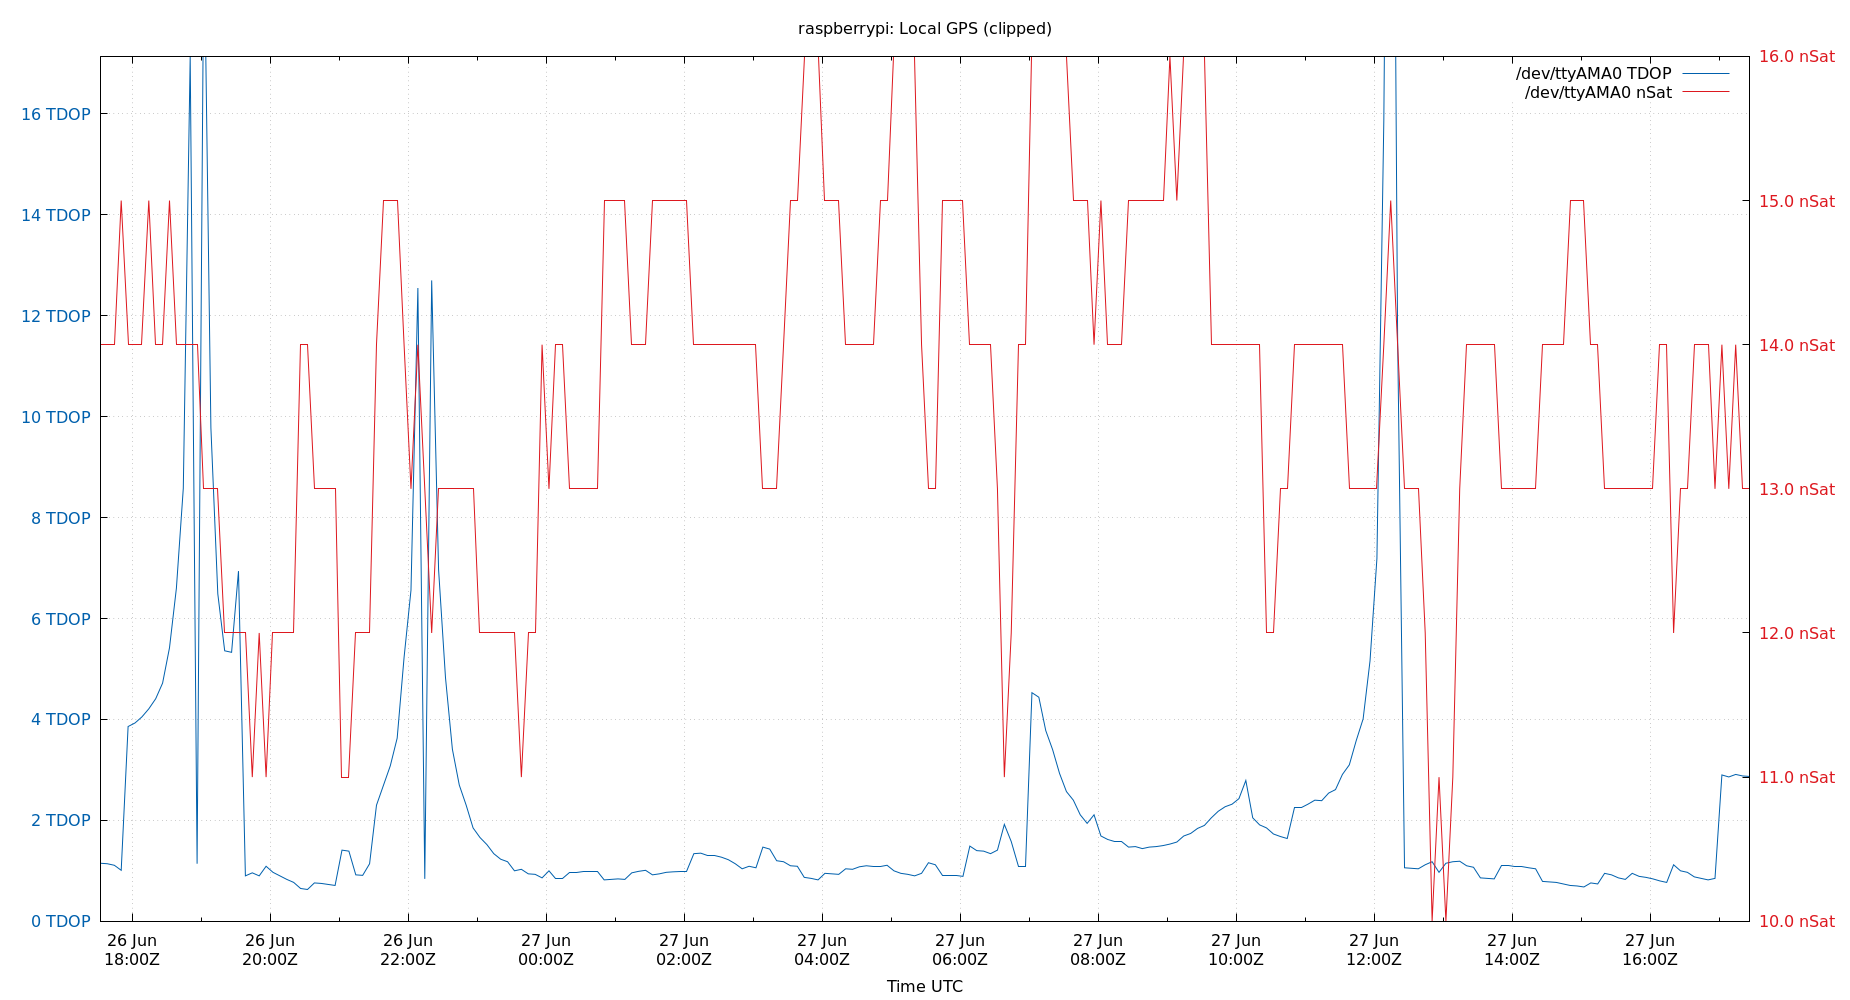 raspberrypi: Local GPS (clipped)
/dev/ttyAMA0 TDOP
/dev/ttyAMA0 nSat
16 TDOP
14 TDOP
12 TDOP
10 TDOP
8 TDOP
6 TDOP
4 TDOP
2 TDOP
0 TDOP
16.0 nSat
15.0 nSat
14.0 nSat
13.0 nSat
12.0 nSat
11.0 nSat
10.0 nSat
26 Jun 26 Jun 26 Jun 27 Jun 27 Jun 27 Jun 27 Jun 27 Jun 27 Jun 27 Jun 27 Jun 27 Jun
18:00Z 20:00Z 22:00Z 00:00Z 02:00Z 04:00Z 06:00Z 08:00Z 10:00Z 12:00Z 14:00Z 16:00Z
Time UTC